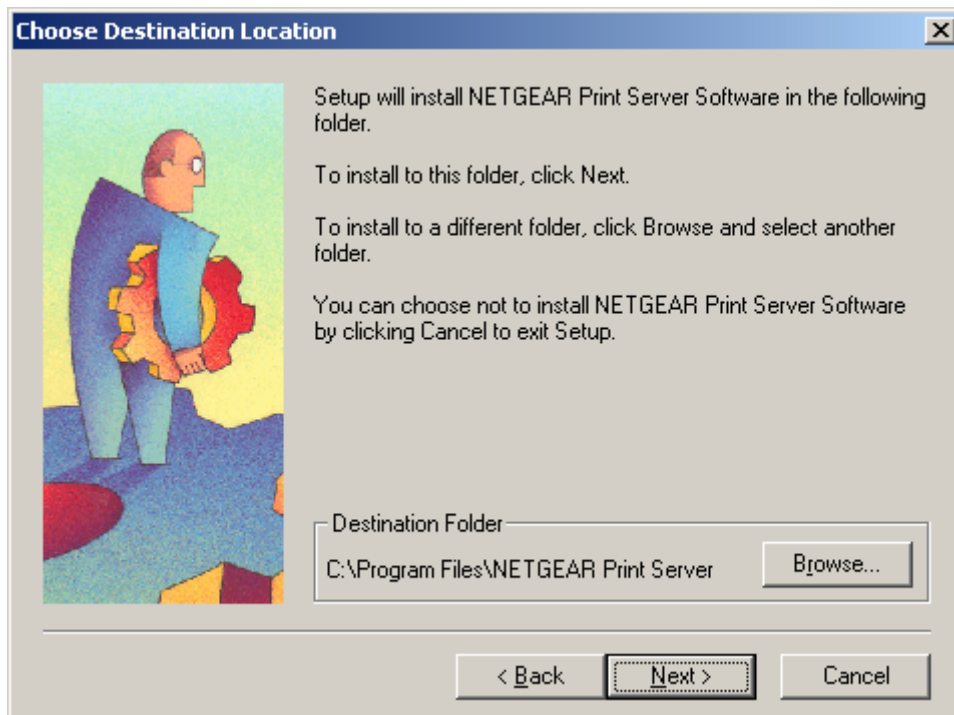 Choose Destination Location
Setup will install NETGEAR Print Server Software in the following
folder.
To install to this folder, click Next.
To install to a different folder, click Browse and select another
folder.
You can choose not to install NETGEAR Print Server Software
by clicking Cancel to exit Setup.
Destination Folder
C:\Program Files\NETGEAR Print Server
Browse...
< Back
Next >
Cancel